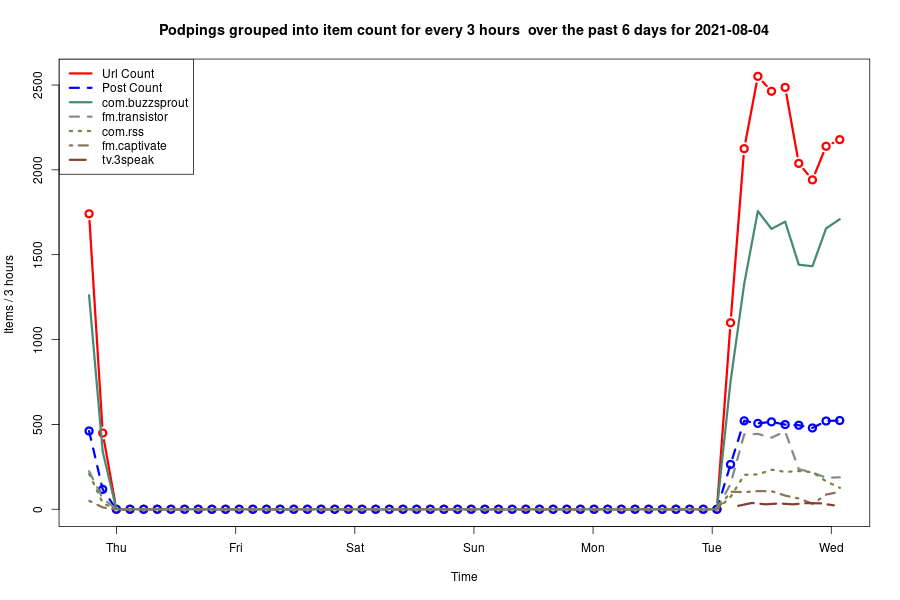 Podpings grouped into item count for every 3 hours  over the past 6 days for 2021-08-04
Url Count
Post Count
com.buzzsprout
fm.transistor
com.rss
fm.captivate
tv.3speak
Items / 3 hours
2500
2000
1500
1000
500
0
Thu Fri Sat Sun Mon Tue Wed
Time